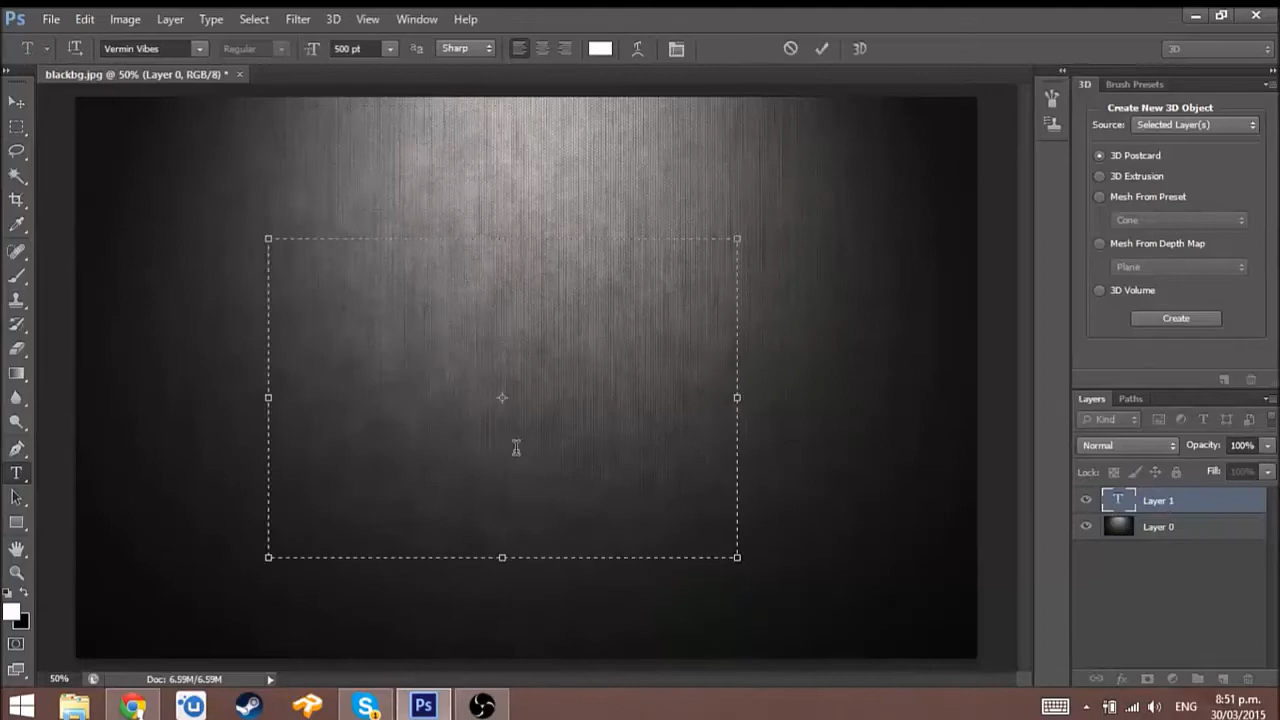 Ps File Edit Image Layer Type Select Filter 3D View Window Help
T Vermin Vibes Regular 500 pt aa Sharp 3D 3D
blackbg.jpg @ 50% (Layer 0, RGB/8) * ×
3D Brush Presets
Create New 3D Object
Source: Selected Layer(s)
3D Postcard
3D Extrusion
Mesh From Preset
Cone
Mesh From Depth Map
Plane
3D Volume
Create
Layers Paths
Kind
Normal Opacity: 100%
Lock: Fill: 100%
T Layer 1
Layer 0
50% Doc: 6.59M/6.59M
Ps ENG 8:51 p.m.
30/03/2015